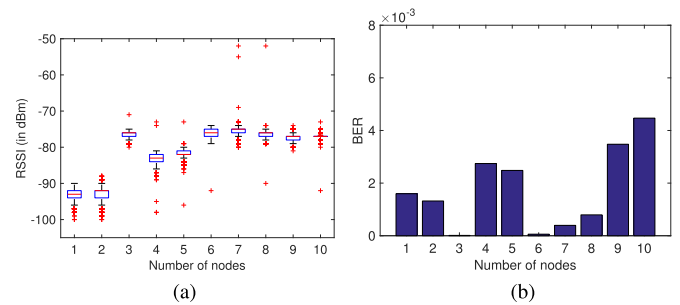 -50
-60
-70
-80
-90
-100
RSSI (in dBm)
1 2 3 4 5 6 7 8 9 10
Number of nodes
(a)
×10⁻³
8
6
4
2
0
BER
1 2 3 4 5 6 7 8 9 10
Number of nodes
(b)